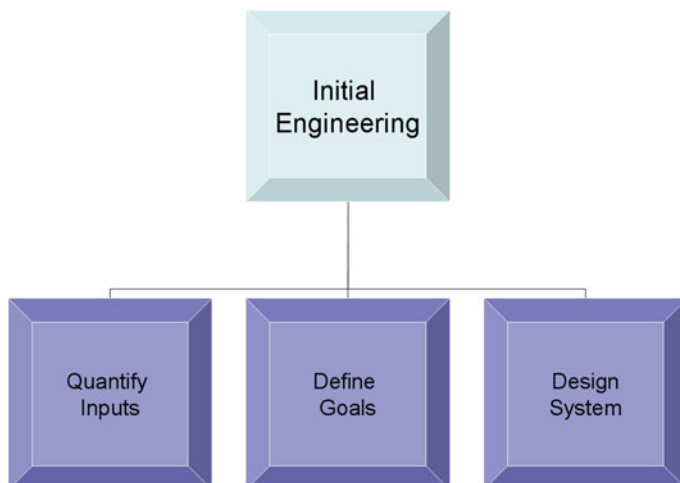 Initial
Engineering
Quantify
Inputs
Define
Goals
Design
System